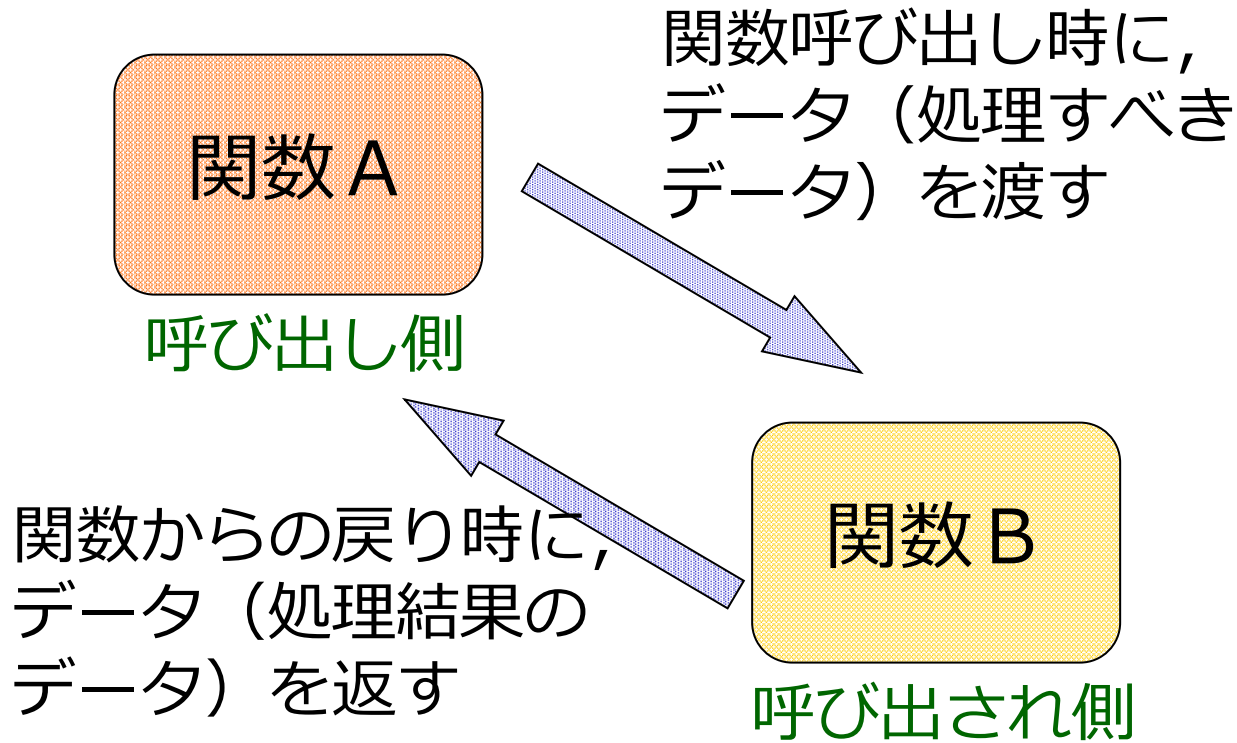 関数呼び出し時に，
データ（処理すべき
データ）を渡す
関数A
呼び出し側
関数からの戻り時に，
データ（処理結果の
データ）を返す
関数B
呼び出され側